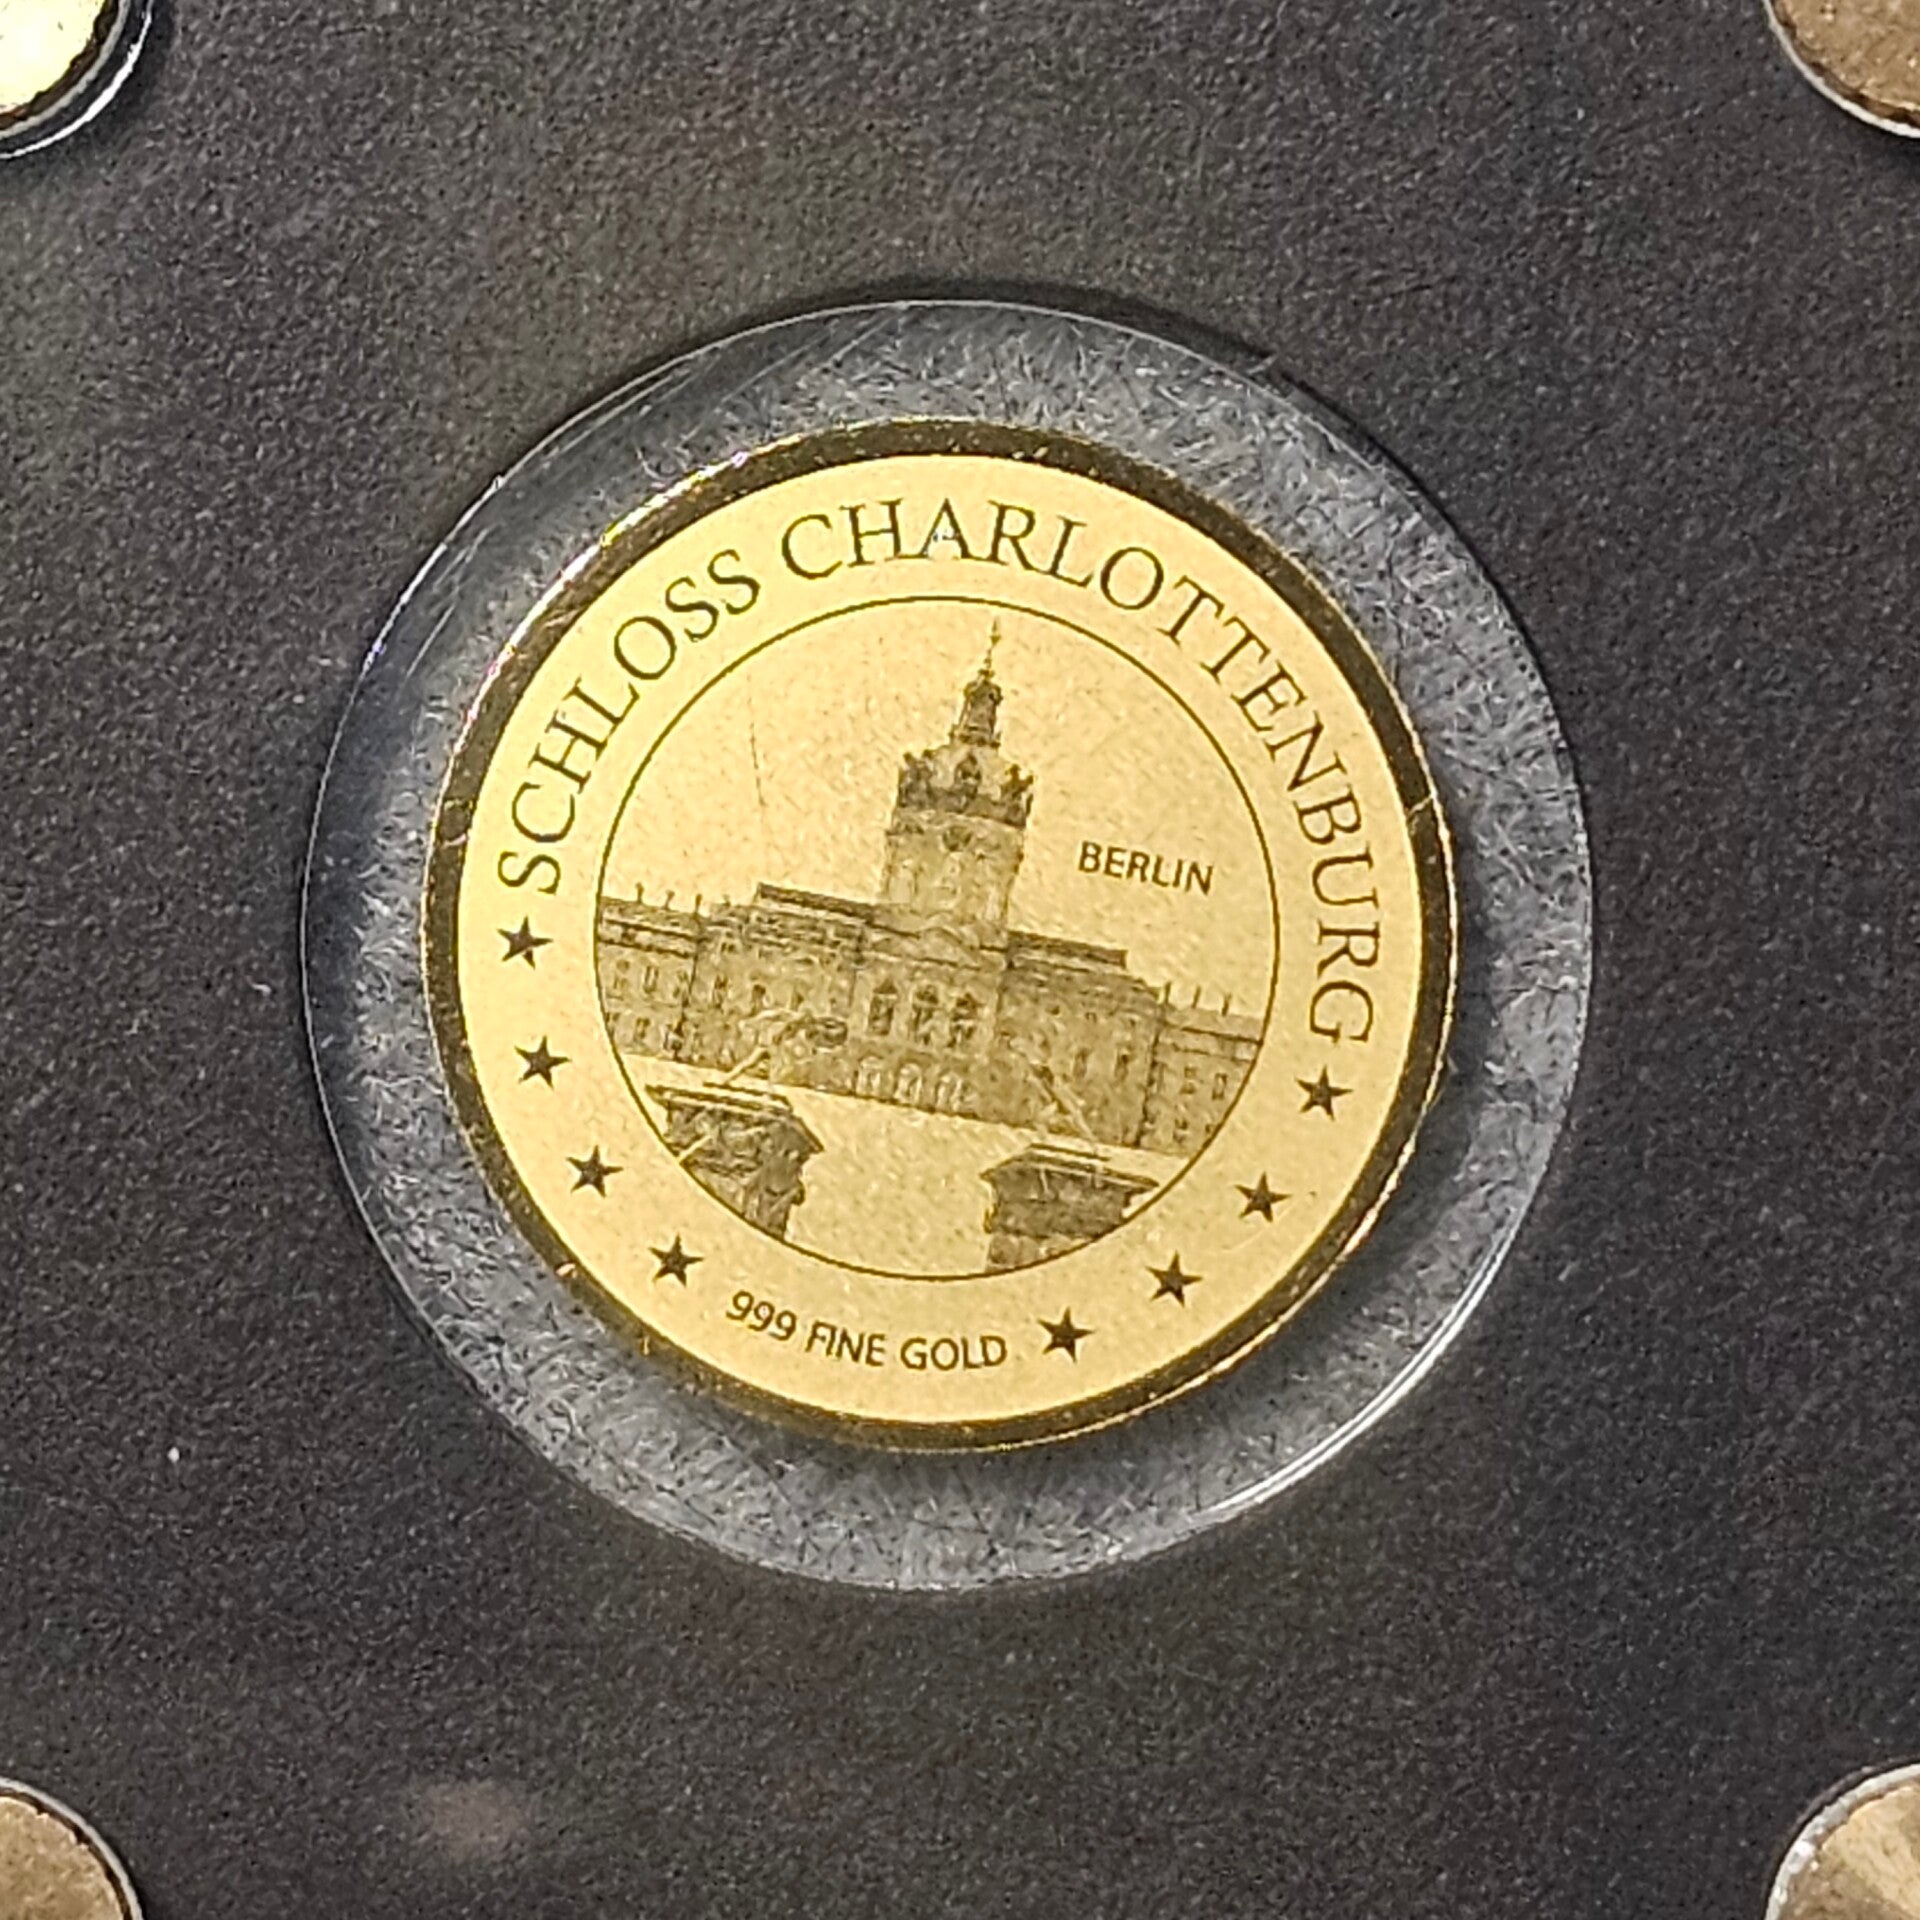 SCHLOSS CHARLOTTENBURG
BERLIN
999 FINE GOLD